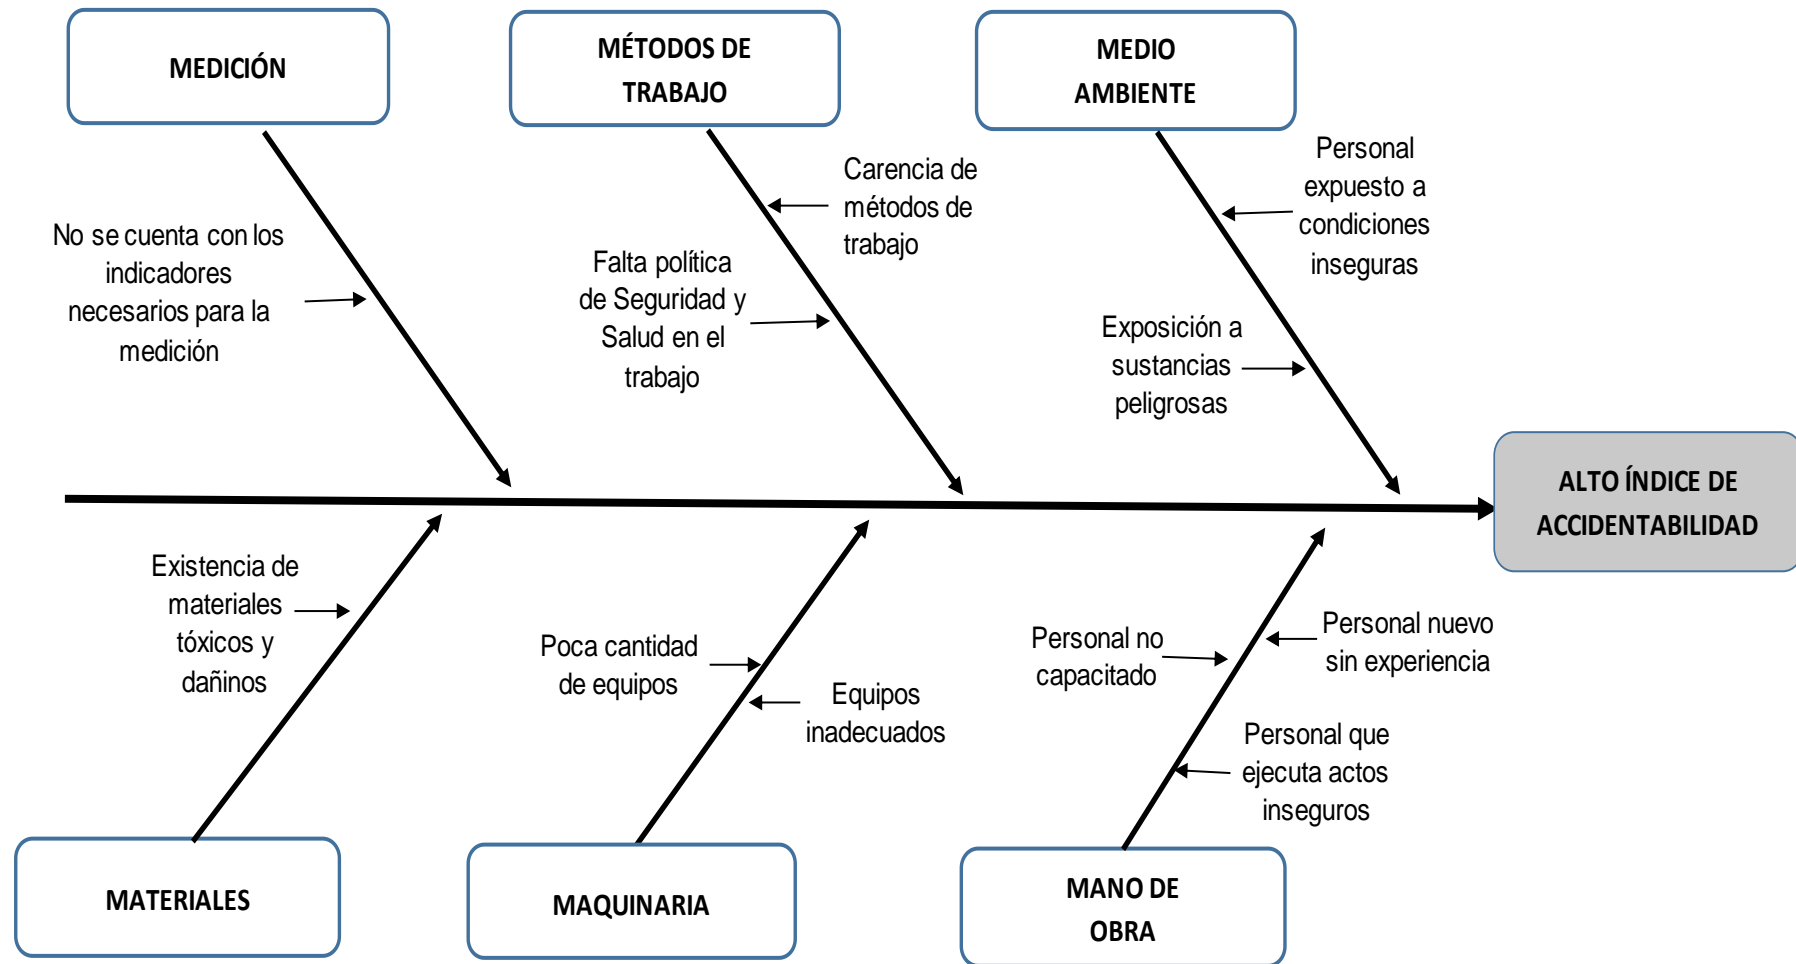 MEDICIÓN
MÉTODOS DE
TRABAJO
MEDIO
AMBIENTE
No se cuenta con los
indicadores
necesarios para la
medición
Carencia de
métodos de
trabajo
Falta política
de Seguridad y
Salud en el
trabajo
Personal
expuesto a
condiciones
inseguras
Exposición a
sustancias
peligrosas
ALTO ÍNDICE DE
ACCIDENTABILIDAD
Existencia de
materiales
tóxicos y
dañinos
Poca cantidad
de equipos
Equipos
inadecuados
Personal no
capacitado
Personal nuevo
sin experiencia
Personal que
ejecuta actos
inseguros
MATERIALES
MAQUINARIA
MANO DE
OBRA